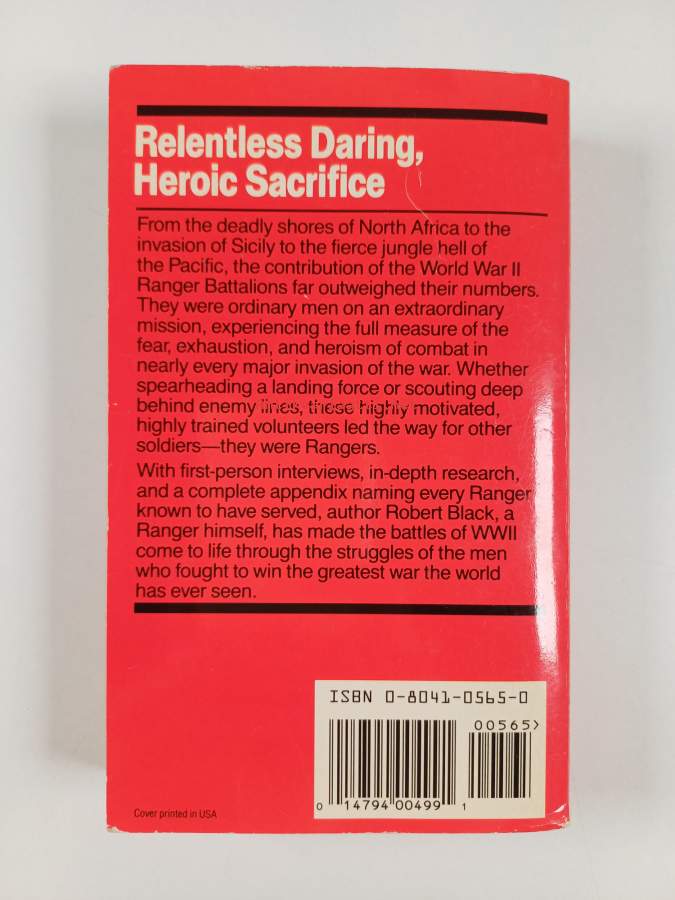 Relentless Daring,
Heroic Sacrifice
From the deadly shores of North Africa to the
invasion of Sicily to the fierce jungle hell of
the Pacific, the contribution of the World War II
Ranger Battalions far outweighed their numbers.
They were ordinary men on an extraordinary
mission, experiencing the full measure of the
fear, exhaustion, and heroism of combat in
nearly every major invasion of the war. Whether
spearheading a landing force or scouting deep
behind enemy lines, these highly motivated,
highly trained volunteers led the way for other
soldiers—they were Rangers.
With first-person interviews, in-depth research,
and a complete appendix naming every Ranger
known to have served, author Robert Black, a
Ranger himself, has made the battles of WWII
come to life through the struggles of the men
who fought to win the greatest war the world
has ever seen.
ISBN 0-8041-0565-0
00565>
0 14794 00499 1
Cover printed in USA